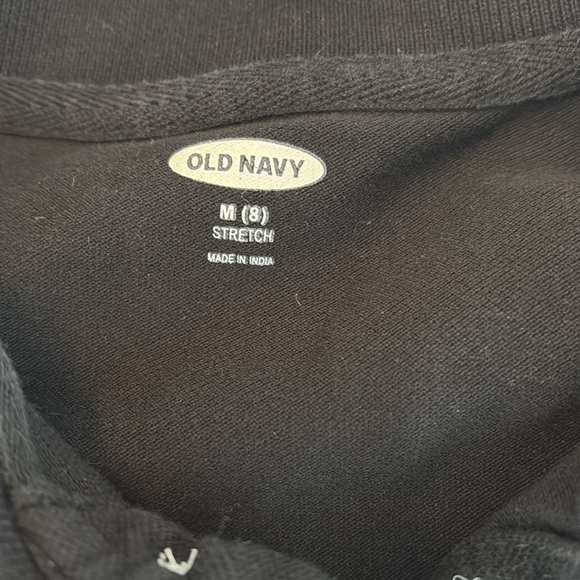 OLD NAVY
M (8)
STRETCH
MADE IN INDIA